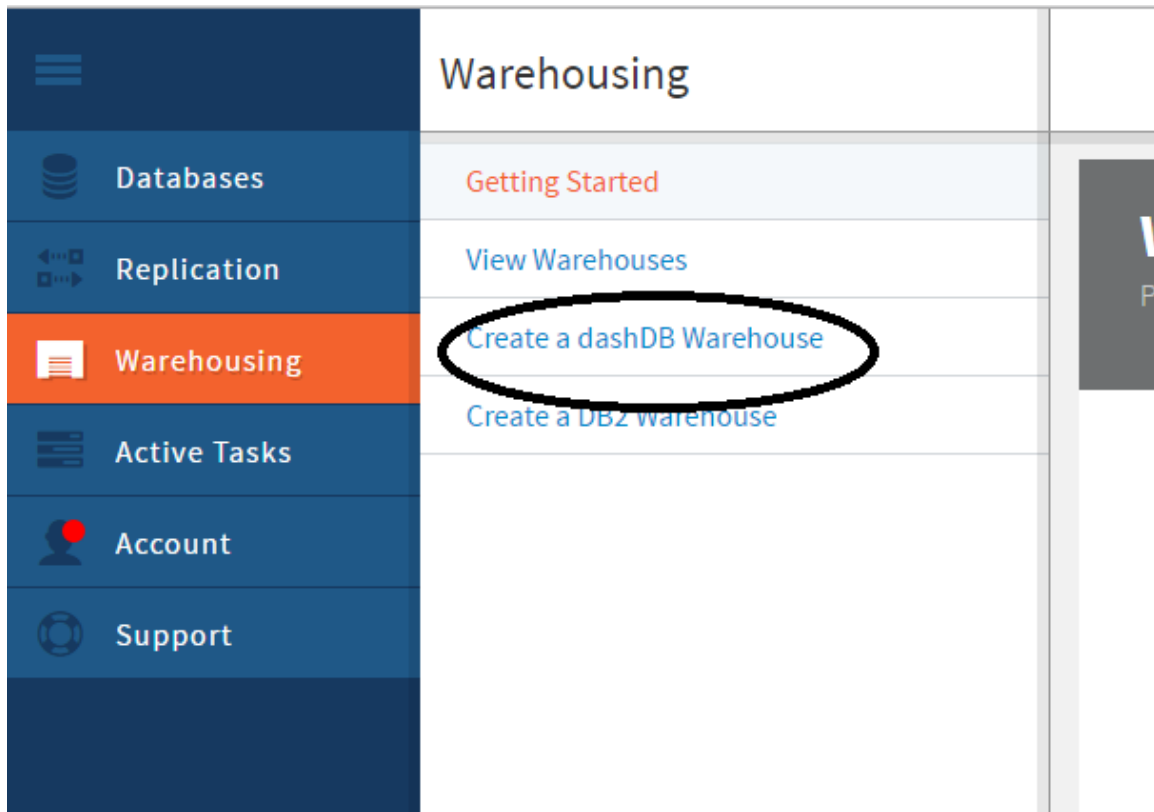 Warehousing
Databases
Replication
Warehousing
Active Tasks
Account
Support
Getting Started
View Warehouses
Create a dashDB Warehouse
Create a DB2 Warehouse